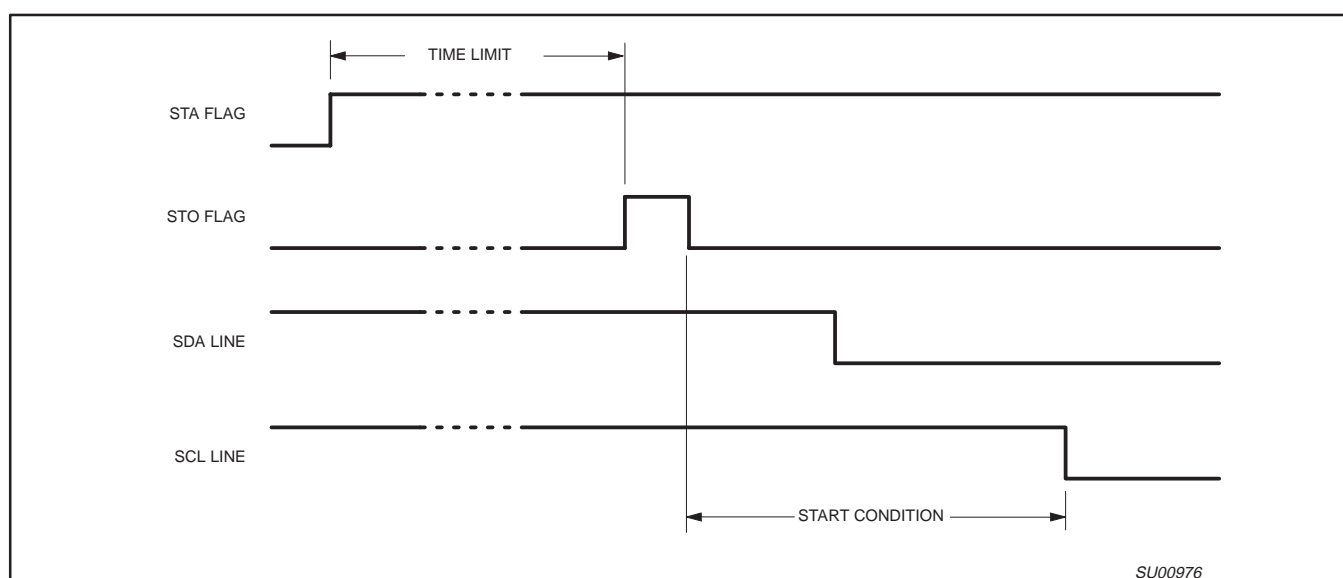 TIME LIMIT
STA FLAG
STO FLAG
SDA LINE
SCL LINE
START CONDITION
SU00976